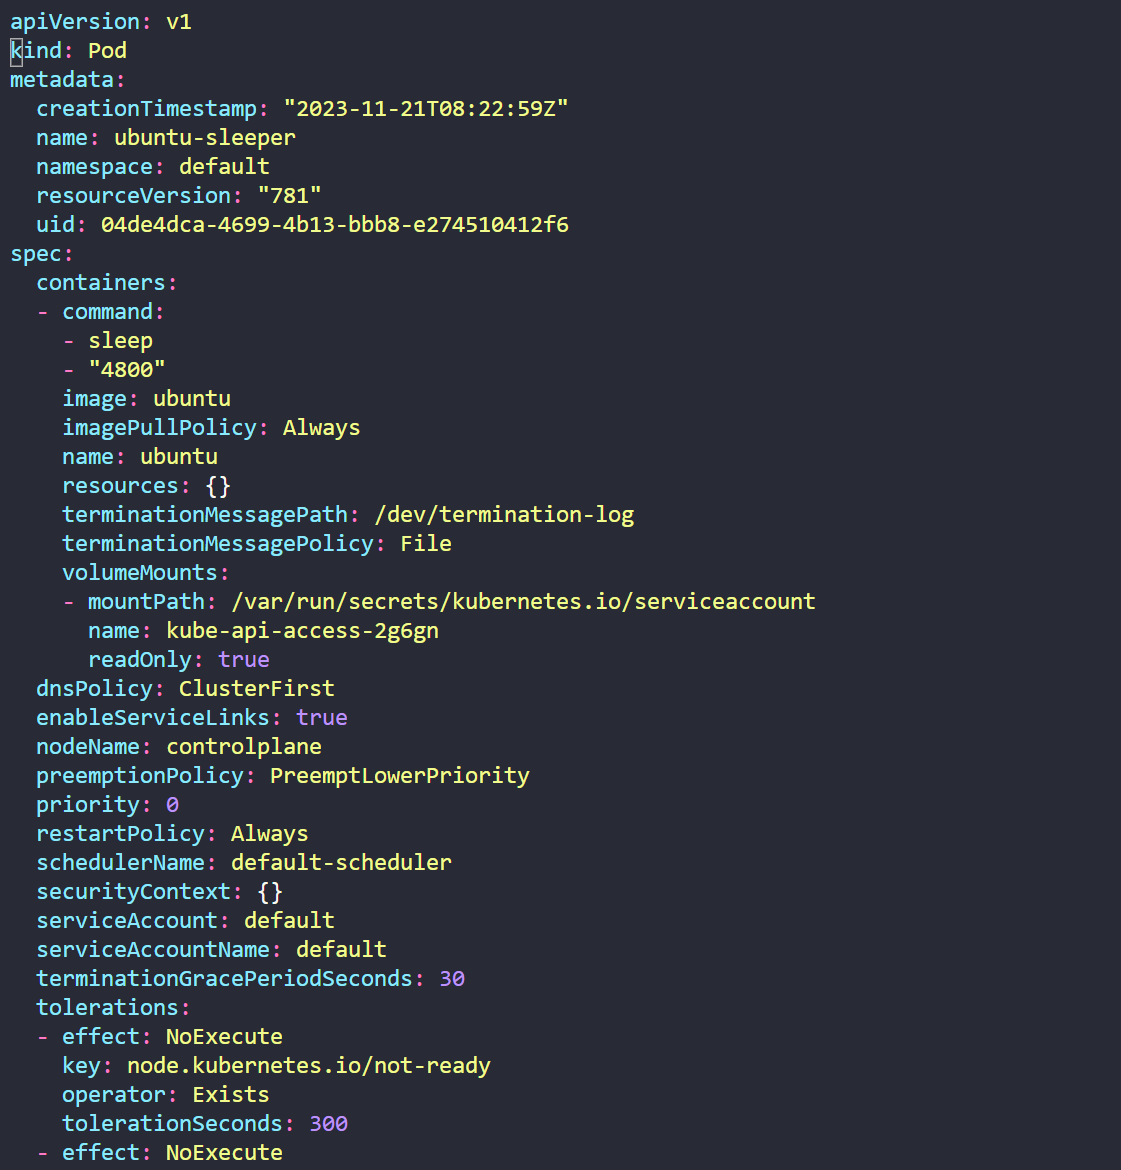 apiVersion: v1
kind: Pod
metadata:
  creationTimestamp: "2023-11-21T08:22:59Z"
  name: ubuntu-sleeper
  namespace: default
  resourceVersion: "781"
  uid: 04de4dca-4699-4b13-bbb8-e274510412f6
spec:
  containers:
  - command:
    - sleep
    - "4800"
    image: ubuntu
    imagePullPolicy: Always
    name: ubuntu
    resources: {}
    terminationMessagePath: /dev/termination-log
    terminationMessagePolicy: File
    volumeMounts:
    - mountPath: /var/run/secrets/kubernetes.io/serviceaccount
      name: kube-api-access-2g6gn
      readOnly: true
  dnsPolicy: ClusterFirst
  enableServiceLinks: true
  nodeName: controlplane
  preemptionPolicy: PreemptLowerPriority
  priority: 0
  restartPolicy: Always
  schedulerName: default-scheduler
  securityContext: {}
  serviceAccount: default
  serviceAccountName: default
  terminationGracePeriodSeconds: 30
  tolerations:
  - effect: NoExecute
    key: node.kubernetes.io/not-ready
    operator: Exists
    tolerationSeconds: 300
  - effect: NoExecute